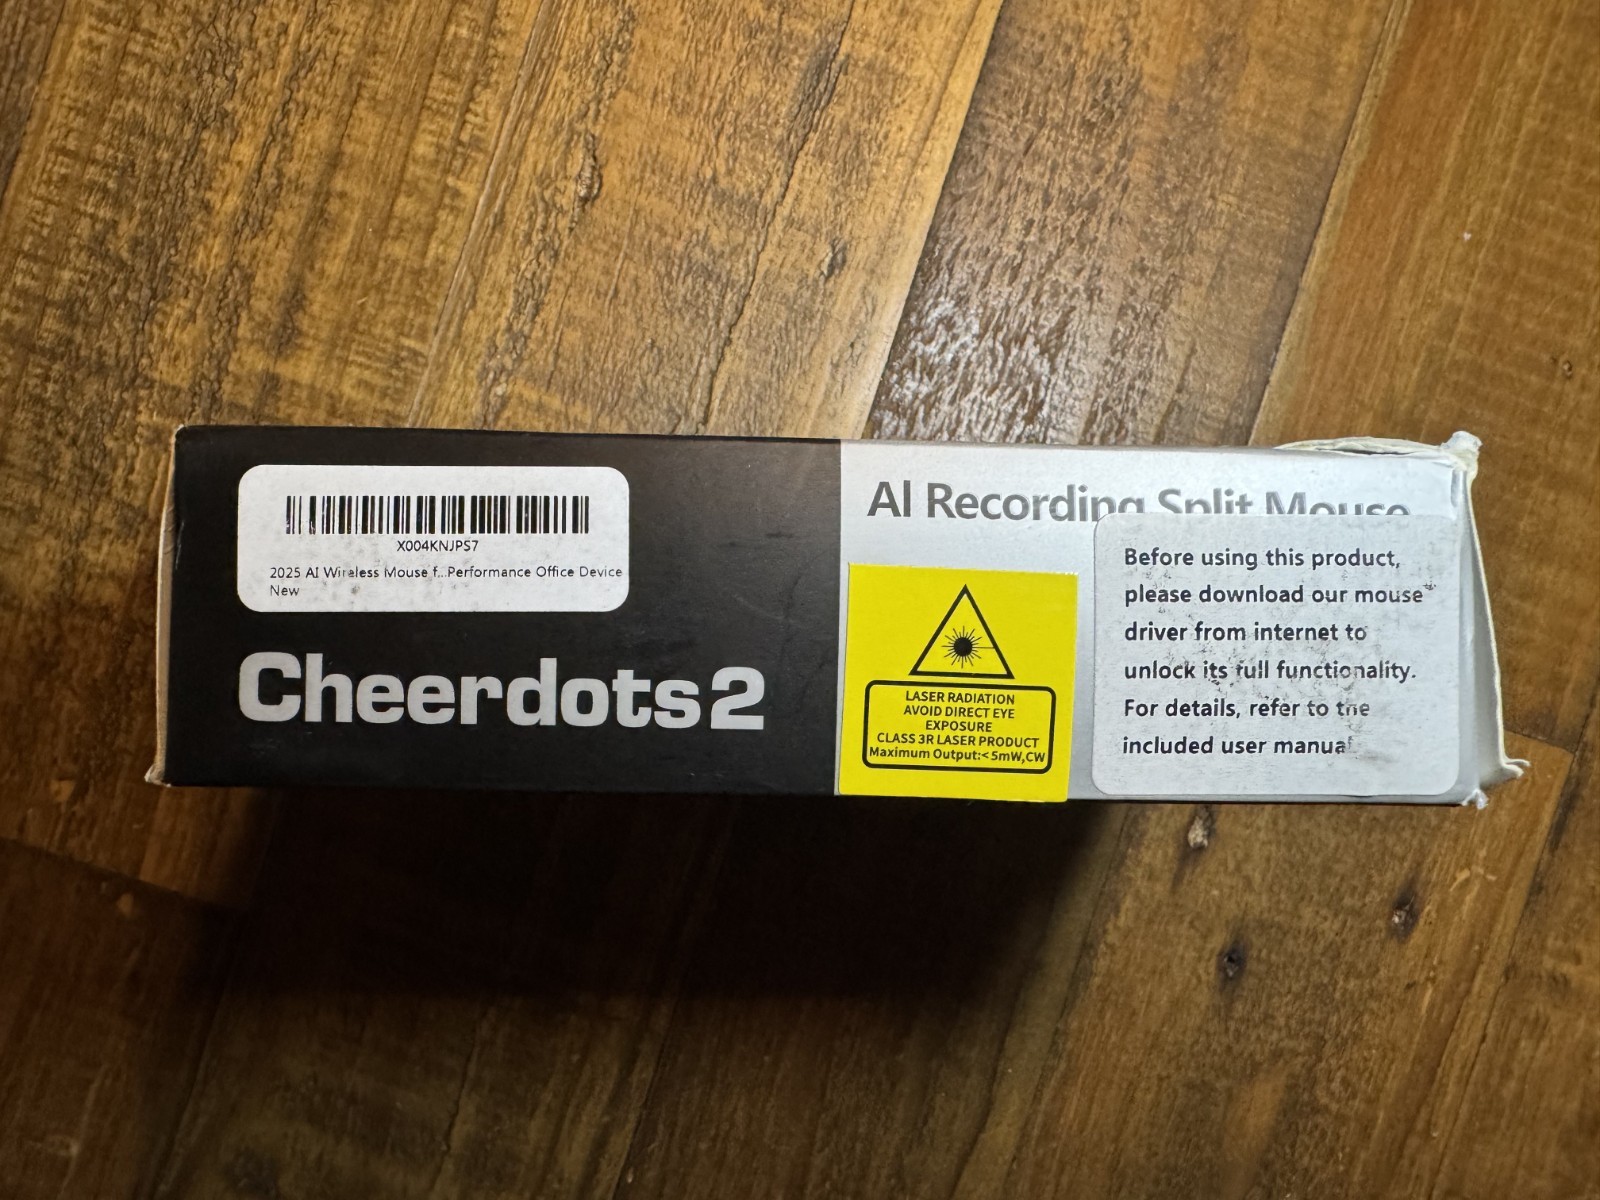 X004KNJPS7
2025 AI Wireless Mouse f...Performance Office Device
New
Cheerdots2
AI Recording Split Mouse
LASER RADIATION
AVOID DIRECT EYE
EXPOSURE
CLASS 3R LASER PRODUCT
Maximum Output:<5mW,CW
Before using this product,
please download our mouse
driver from internet to
unlock its full functionality.
For details, refer to the
included user manual